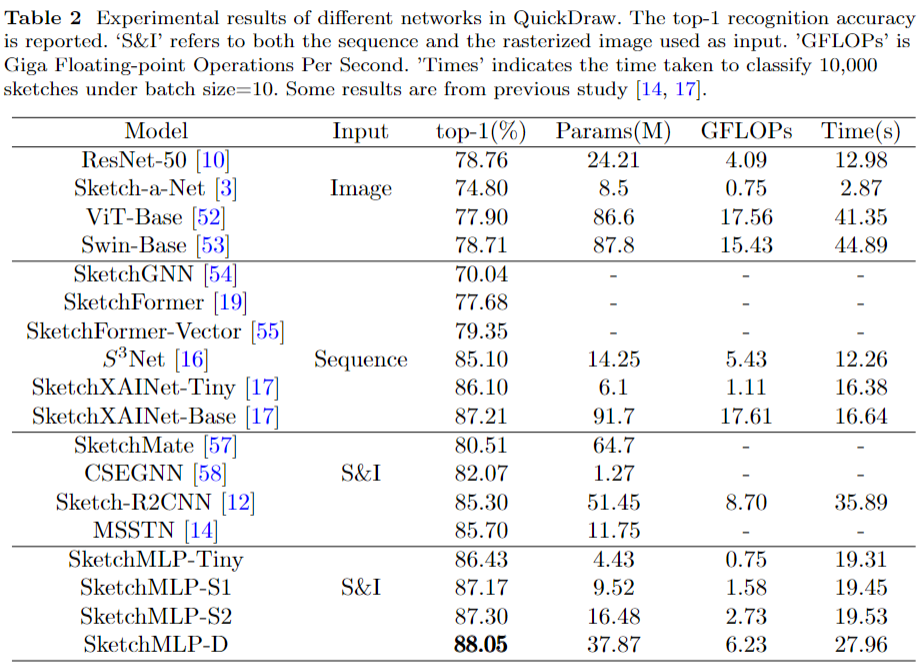 Table 2 Experimental results of different networks in QuickDraw. The top-1 recognition accuracy
is reported. ‘S&I’ refers to both the sequence and the rasterized image used as input. ’GFLOPs’ is
Giga Floating-point Operations Per Second. ’Times’ indicates the time taken to classify 10,000
sketches under batch size=10. Some results are from previous study [14, 17].
Model Input top-1(%) Params(M) GFLOPs Time(s)
ResNet-50 [10] 78.76 24.21 4.09 12.98
Sketch-a-Net [3] Image 74.80 8.5 0.75 2.87
ViT-Base [52] 77.90 86.6 17.56 41.35
Swin-Base [53] 78.71 87.8 15.43 44.89
SketchGNN [54] 70.04 - - -
SketchFormer [19] 77.68 - - -
SketchFormer-Vector [55] 79.35 - - -
S³Net [16] Sequence 85.10 14.25 5.43 12.26
SketchXAINet-Tiny [17] 86.10 6.1 1.11 16.38
SketchXAINet-Base [17] 87.21 91.7 17.61 16.64
SketchMate [57] 80.51 64.7 - -
CSEGNN [58] S&I 82.07 1.27 - -
Sketch-R2CNN [12] 85.30 51.45 8.70 35.89
MSSTN [14] 85.70 11.75 - -
SketchMLP-Tiny 86.43 4.43 0.75 19.31
SketchMLP-S1 S&I 87.17 9.52 1.58 19.45
SketchMLP-S2 87.30 16.48 2.73 19.53
SketchMLP-D 88.05 37.87 6.23 27.96